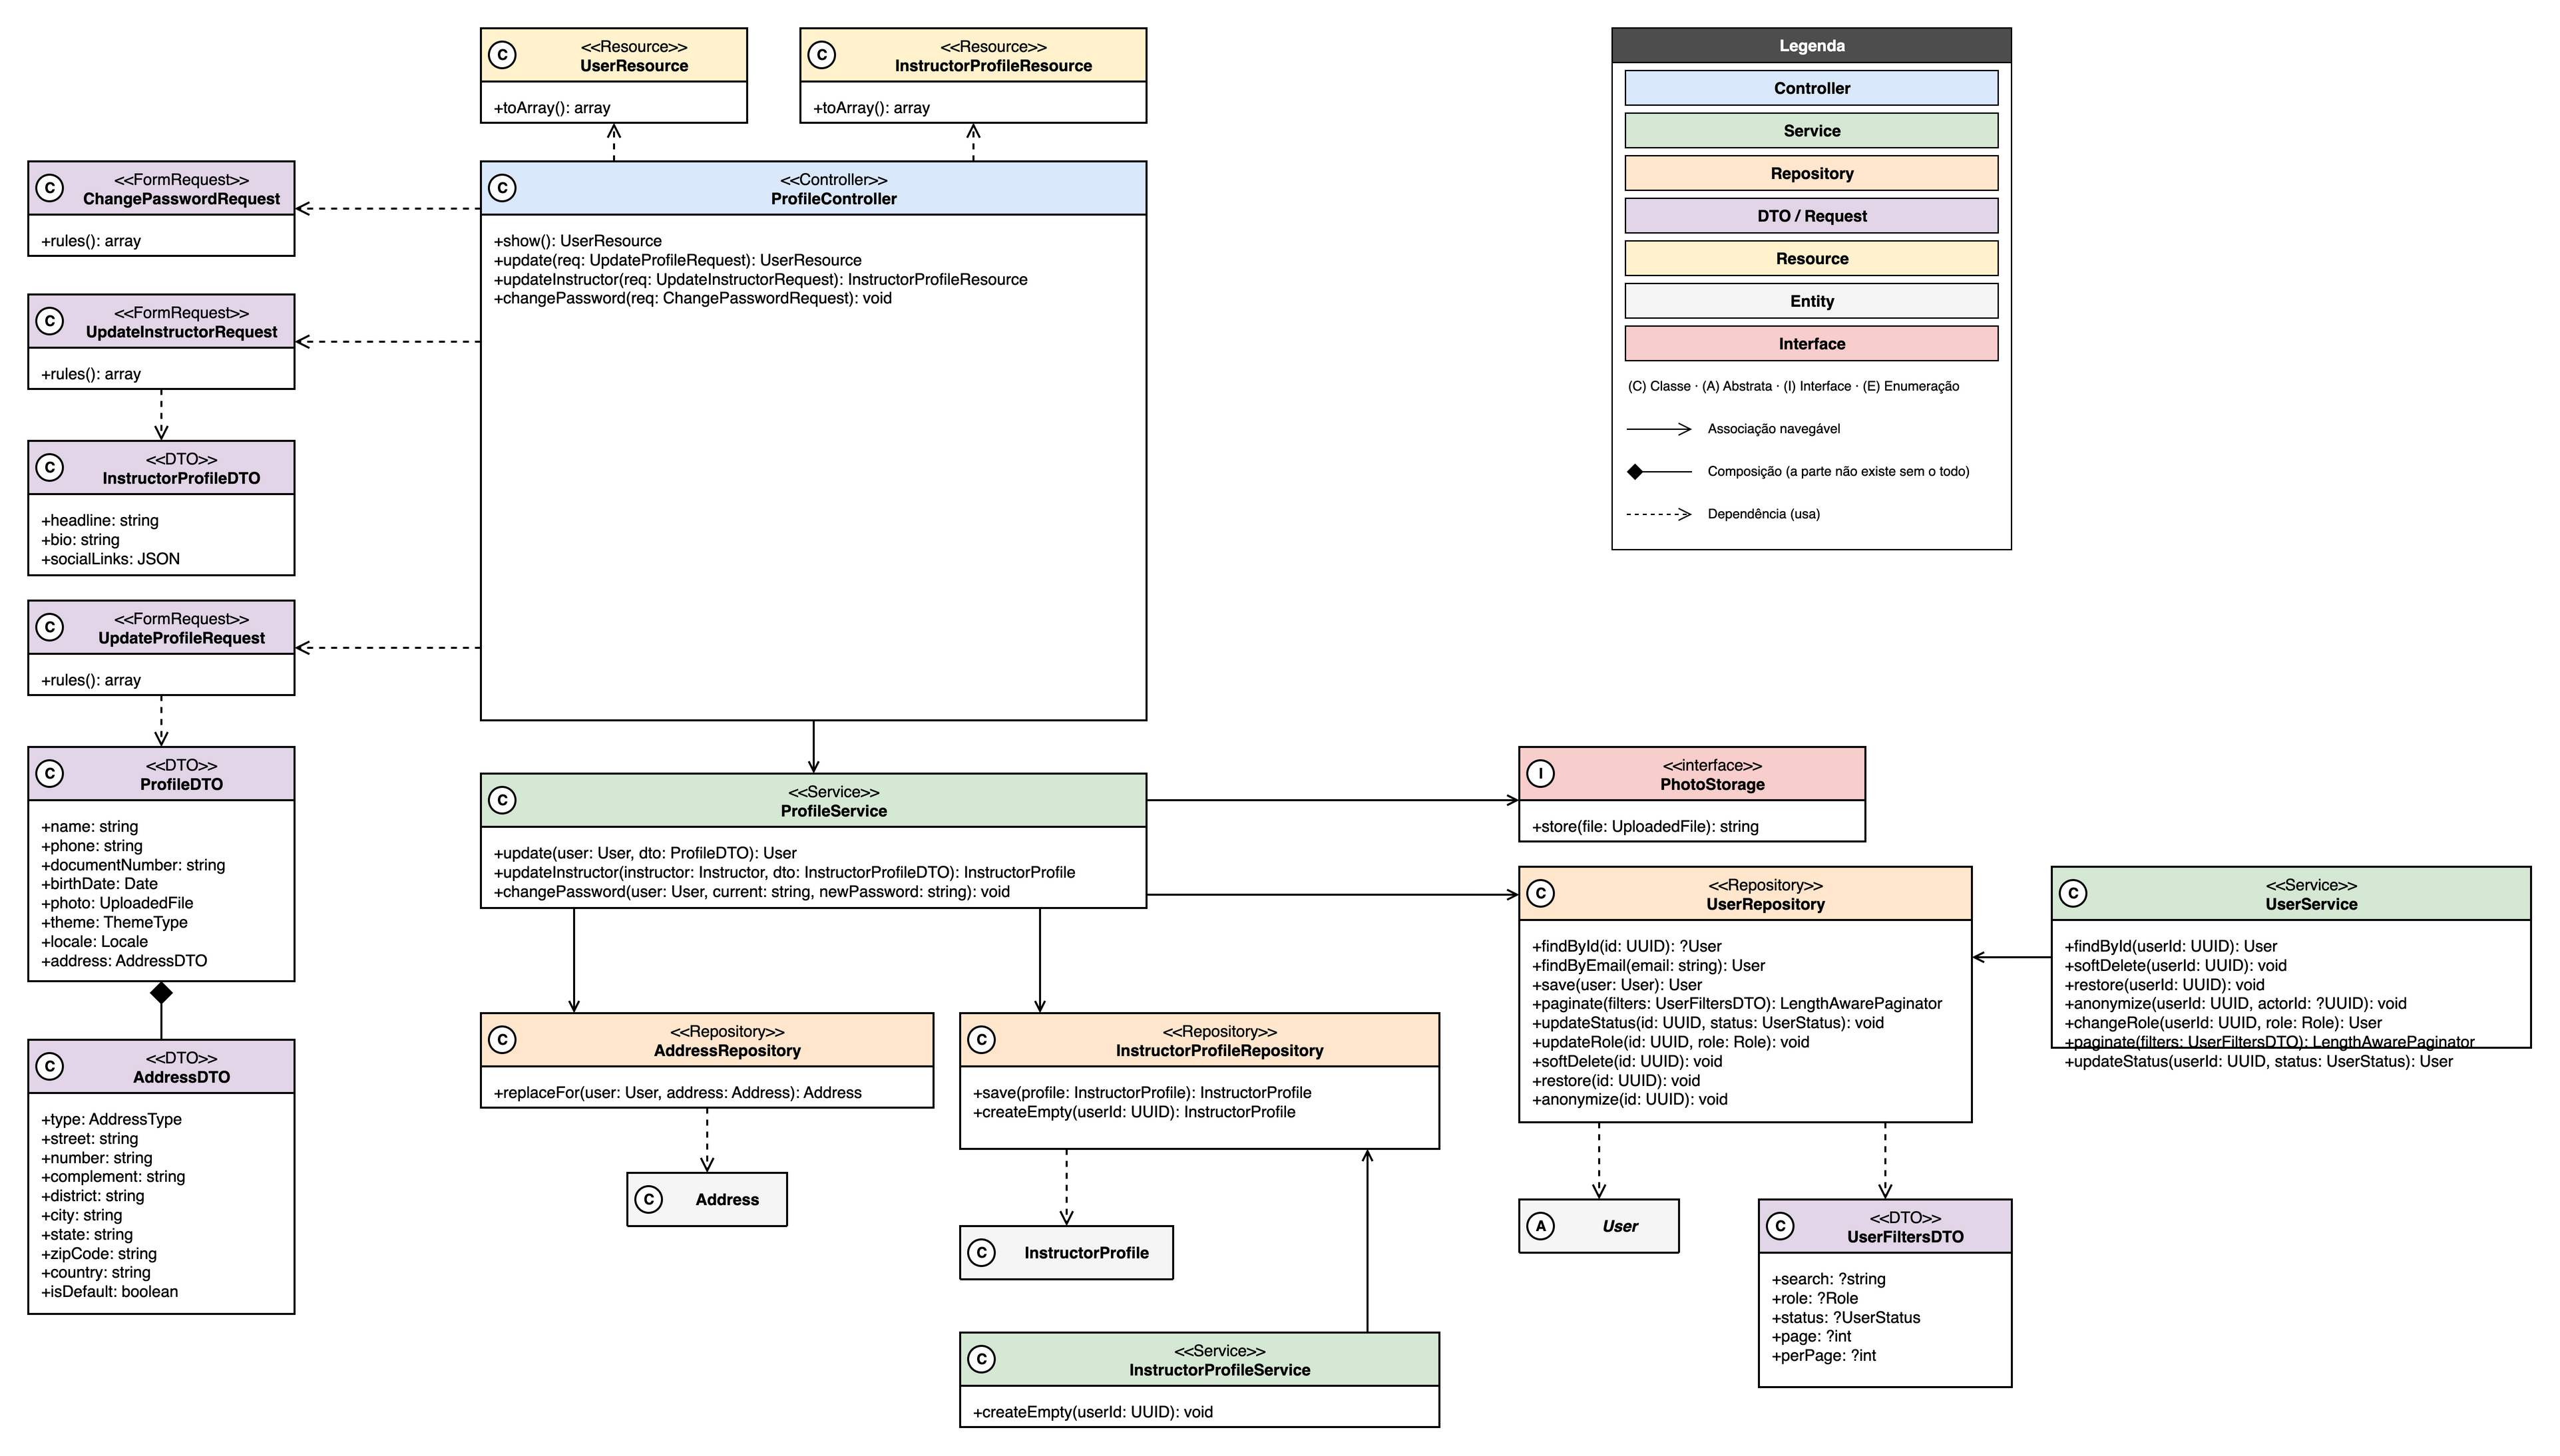 C
<<Resource>>
UserResource
+toArray(): array
C
<<Resource>>
InstructorProfileResource
+toArray(): array
Legenda
Controller
Service
Repository
DTO / Request
Resource
Entity
Interface
(C) Classe · (A) Abstrata · (I) Interface · (E) Enumeração
Associação navegável
Composição (a parte não existe sem o todo)
Dependência (usa)
C
<<FormRequest>>
ChangePasswordRequest
+rules(): array
C
<<Controller>>
ProfileController
+show(): UserResource
+update(req: UpdateProfileRequest): UserResource
+updateInstructor(req: UpdateInstructorRequest): InstructorProfileResource
+changePassword(req: ChangePasswordRequest): void
C
<<FormRequest>>
UpdateInstructorRequest
+rules(): array
C
<<DTO>>
InstructorProfileDTO
+headline: string
+bio: string
+socialLinks: JSON
C
<<FormRequest>>
UpdateProfileRequest
+rules(): array
C
<<DTO>>
ProfileDTO
+name: string
+phone: string
+documentNumber: string
+birthDate: Date
+photo: UploadedFile
+theme: ThemeType
+locale: Locale
+address: AddressDTO
C
<<DTO>>
AddressDTO
+type: AddressType
+street: string
+number: string
+complement: string
+district: string
+city: string
+state: string
+zipCode: string
+country: string
+isDefault: boolean
C
<<Service>>
ProfileService
+update(user: User, dto: ProfileDTO): User
+updateInstructor(instructor: Instructor, dto: InstructorProfileDTO): InstructorProfile
+changePassword(user: User, current: string, newPassword: string): void
I
<<interface>>
PhotoStorage
+store(file: UploadedFile): string
C
<<Repository>>
UserRepository
+findById(id: UUID): ?User
+findByEmail(email: string): User
+save(user: User): User
+paginate(filters: UserFiltersDTO): LengthAwarePaginator
+updateStatus(id: UUID, status: UserStatus): void
+updateRole(id: UUID, role: Role): void
+softDelete(id: UUID): void
+restore(id: UUID): void
+anonymize(id: UUID): void
C
<<Service>>
UserService
+findById(userId: UUID): User
+softDelete(userId: UUID): void
+restore(userId: UUID): void
+anonymize(userId: UUID, actorId: ?UUID): void
+changeRole(userId: UUID, role: Role): User
+paginate(filters: UserFiltersDTO): LengthAwarePaginator
+updateStatus(userId: UUID, status: UserStatus): User
C
<<Repository>>
AddressRepository
+replaceFor(user: User, address: Address): Address
C
<<Repository>>
InstructorProfileRepository
+save(profile: InstructorProfile): InstructorProfile
+createEmpty(userId: UUID): InstructorProfile
C
Address
C
InstructorProfile
A
User
C
<<DTO>>
UserFiltersDTO
+search: ?string
+role: ?Role
+status: ?UserStatus
+page: ?int
+perPage: ?int
C
<<Service>>
InstructorProfileService
+createEmpty(userId: UUID): void